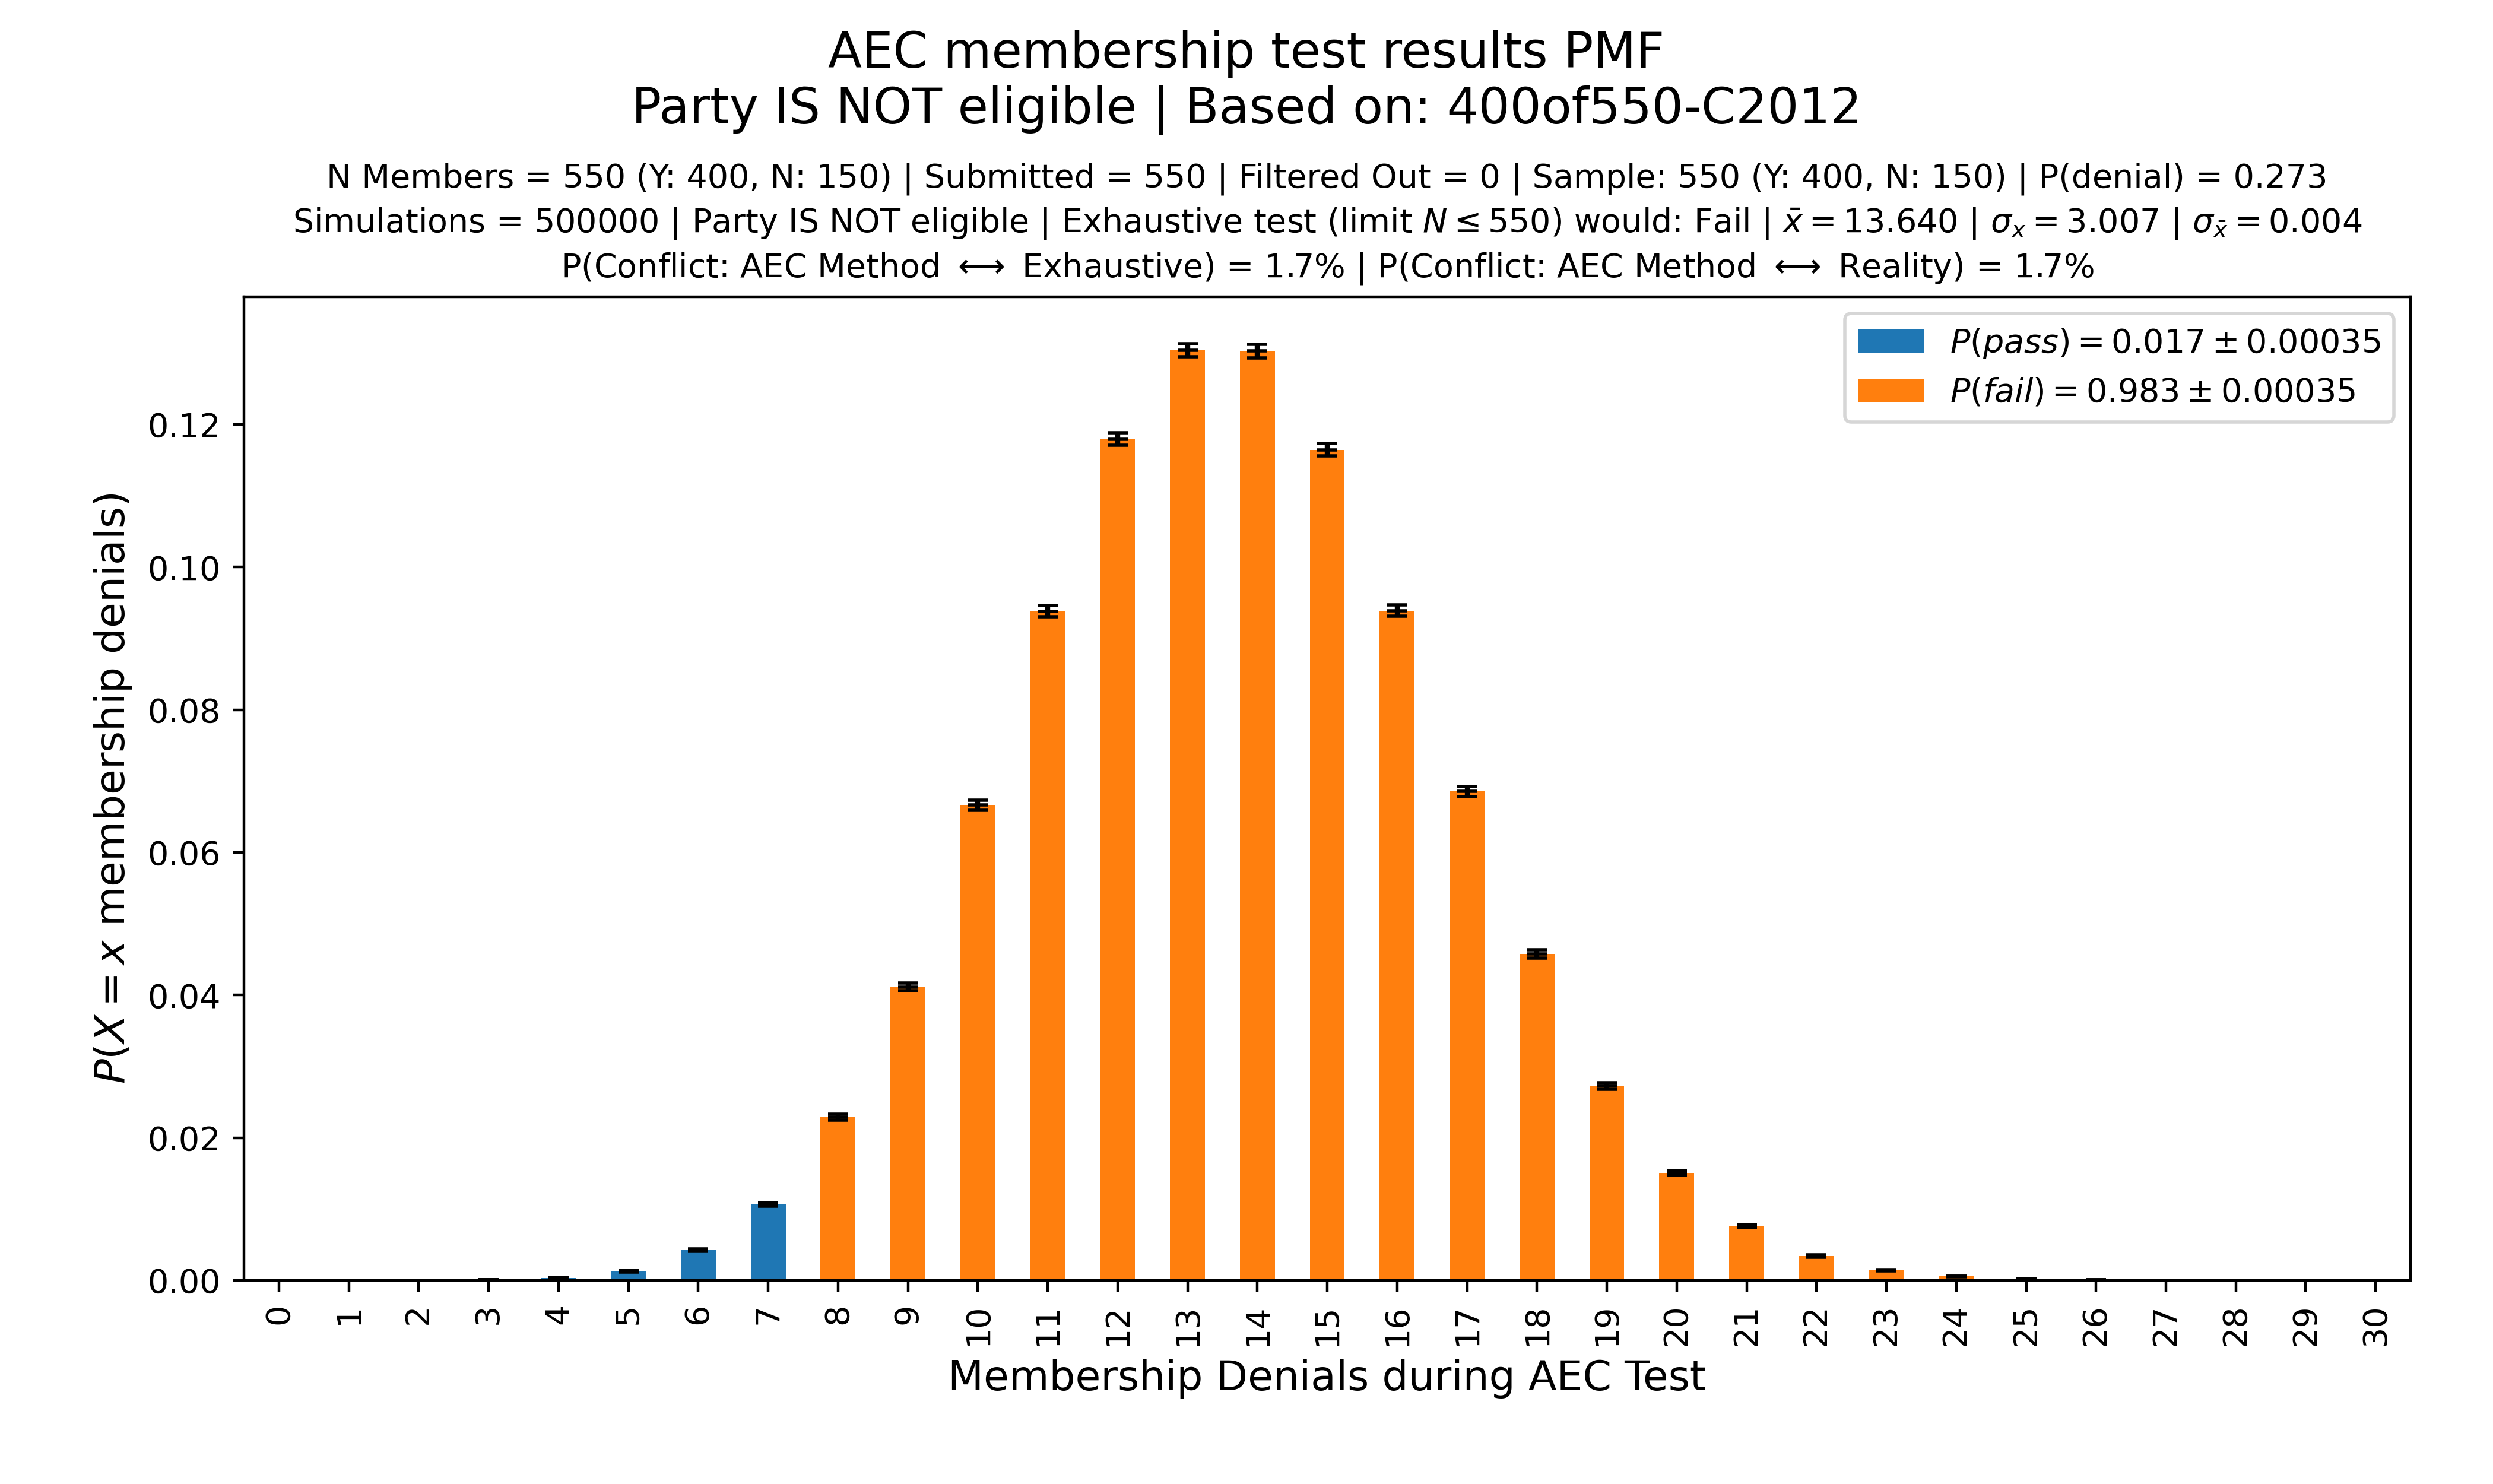 AEC membership test results PMF
Party IS NOT eligible | Based on: 400of550-C2012
N Members = 550 (Y: 400, N: 150) | Submitted = 550 | Filtered Out = 0 | Sample: 550 (Y: 400, N: 150) | P(denial) = 0.273
Simulations = 500000 | Party IS NOT eligible | Exhaustive test (limit N ≤ 550) would: Fail | x̄ = 13.640 | σₓ = 3.007 | σ_x̄ = 0.004
P(Conflict: AEC Method ⟷ Exhaustive) = 1.7% | P(Conflict: AEC Method ⟷ Reality) = 1.7%
P(pass) = 0.017 ± 0.00035
P(fail) = 0.983 ± 0.00035
P(X = x membership denials)
0.12
0.10
0.08
0.06
0.04
0.02
0.00
0 1 2 3 4 5 6 7 8 9 10 11 12 13 14 15 16 17 18 19 20 21 22 23 24 25 26 27 28 29 30
Membership Denials during AEC Test